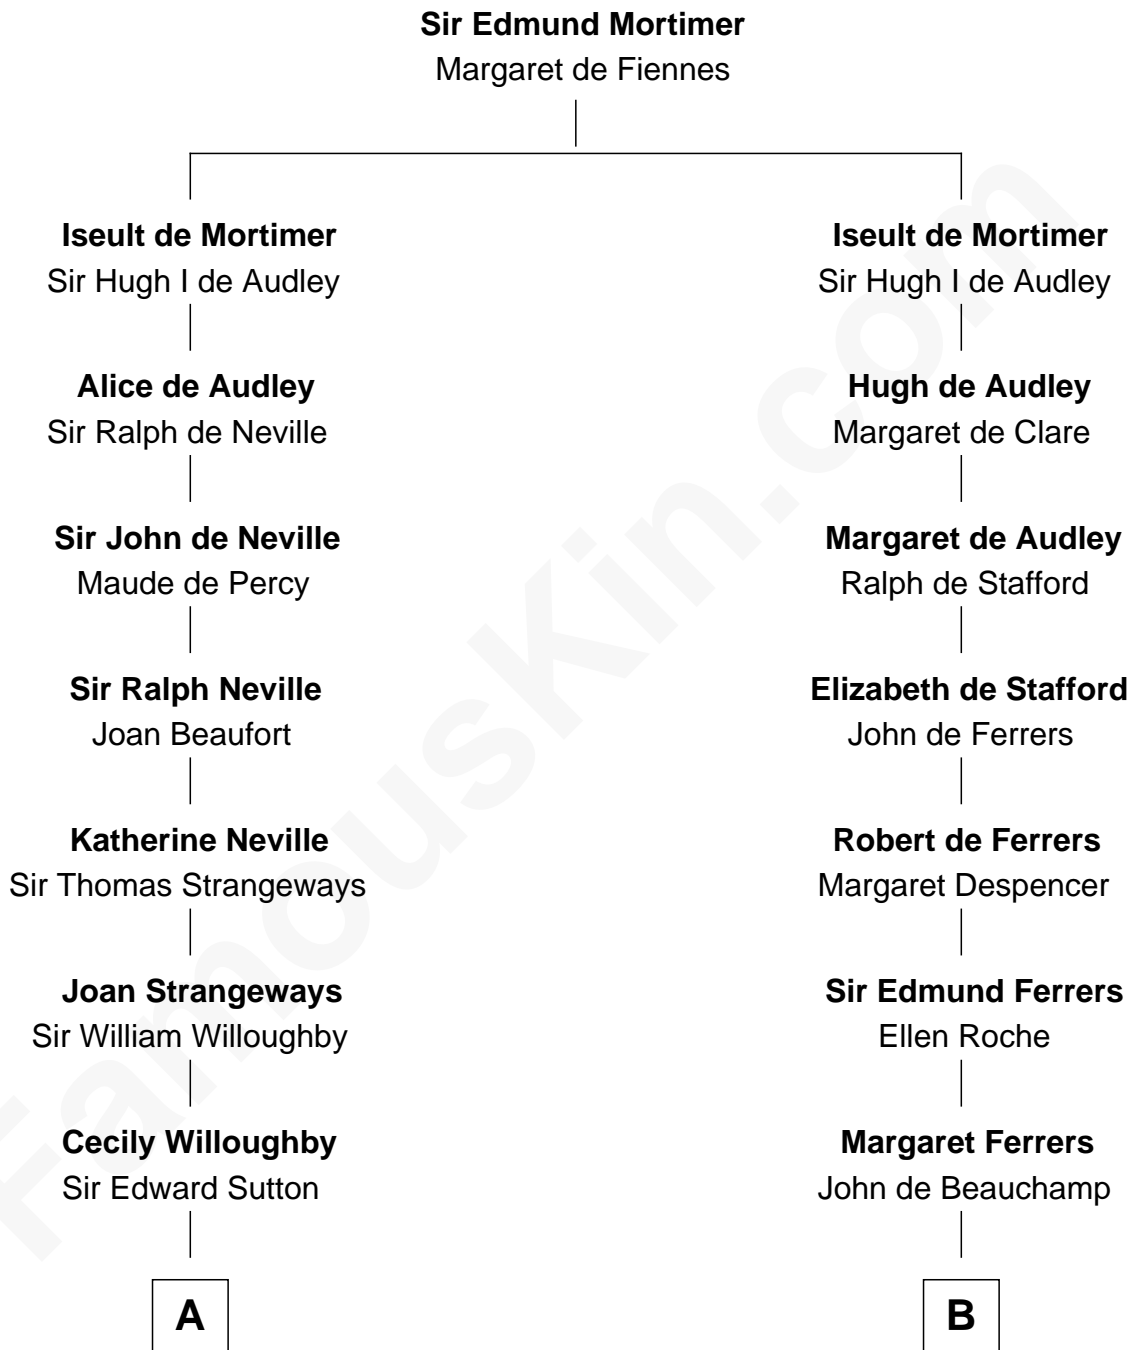 Sir Edmund Mortimer
Margaret de Fiennes
Iseult de Mortimer
Sir Hugh I de Audley
Iseult de Mortimer
Sir Hugh I de Audley
Alice de Audley
Sir Ralph de Neville
Hugh de Audley
Margaret de Clare
Sir John de Neville
Maude de Percy
Margaret de Audley
Ralph de Stafford
Sir Ralph Neville
Joan Beaufort
Elizabeth de Stafford
John de Ferrers
Katherine Neville
Sir Thomas Strangeways
Robert de Ferrers
Margaret Despencer
Joan Strangeways
Sir William Willoughby
Sir Edmund Ferrers
Ellen Roche
Cecily Willoughby
Sir Edward Sutton
Margaret Ferrers
John de Beauchamp
A
B
FamousKin.com